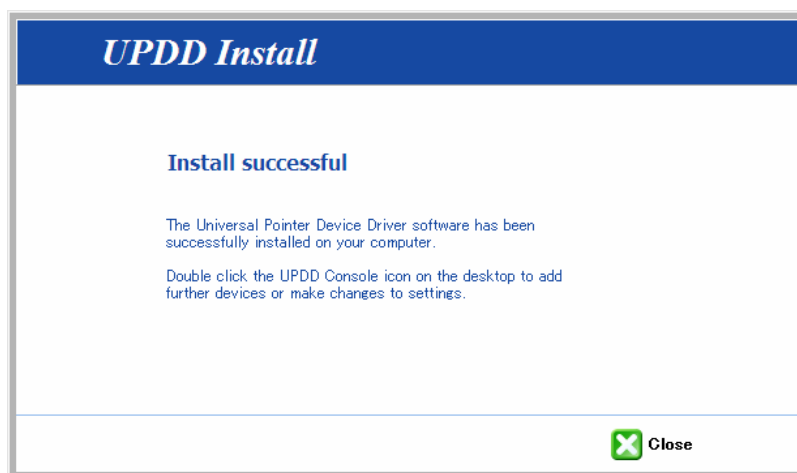 UPDD Install
Install successful
The Universal Pointer Device Driver software has been
successfully installed on your computer.
Double click the UPDD Console icon on the desktop to add
further devices or make changes to settings.
Close